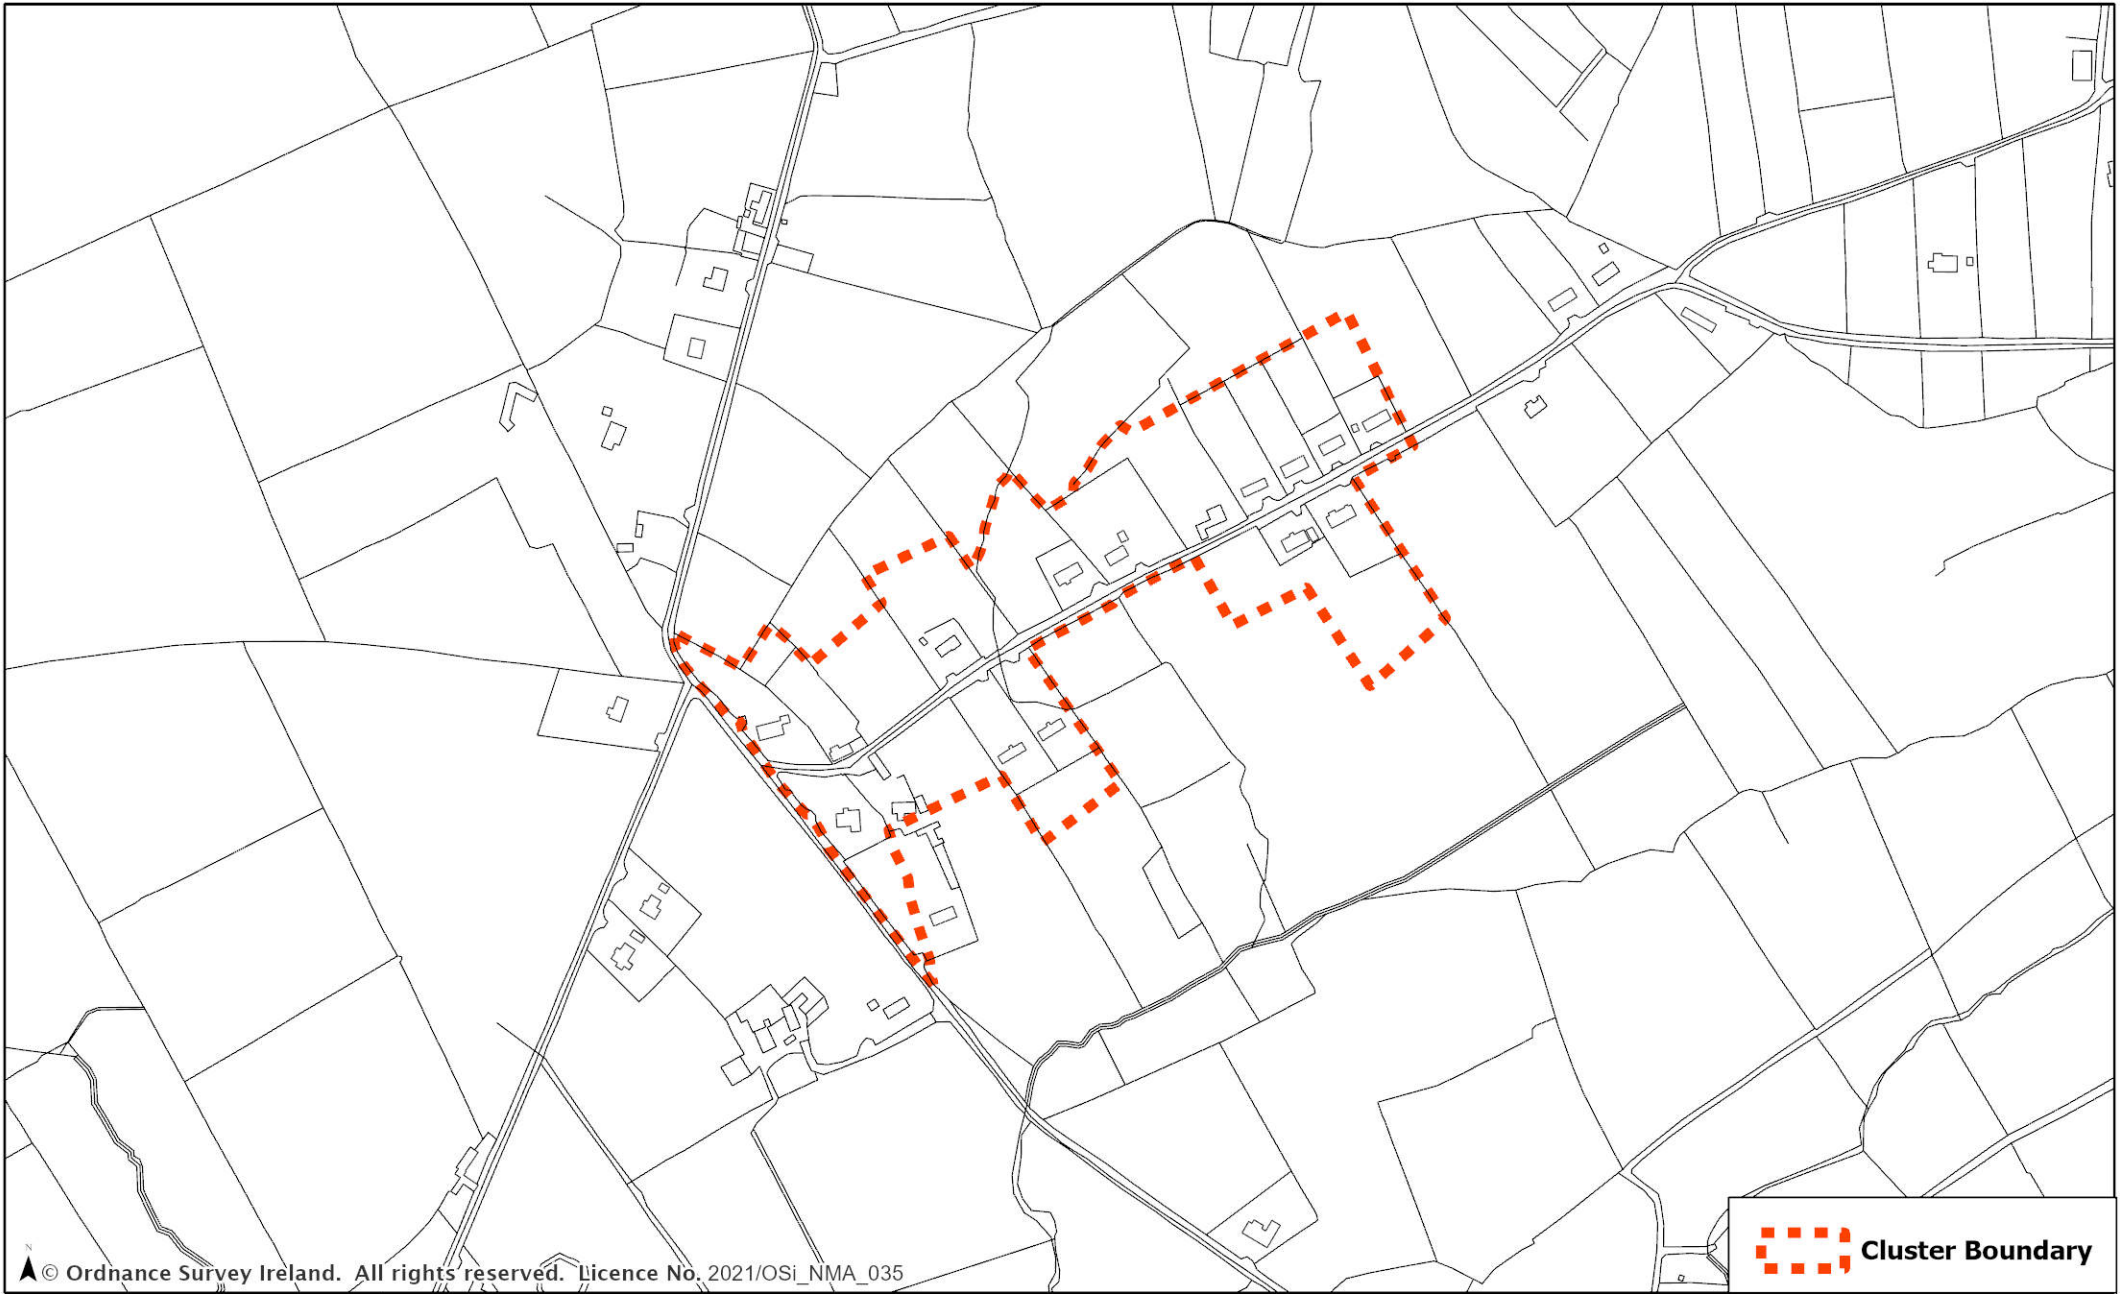 N
© Ordnance Survey Ireland. All rights reserved. Licence No. 2021/OSi_NMA_035
Cluster Boundary